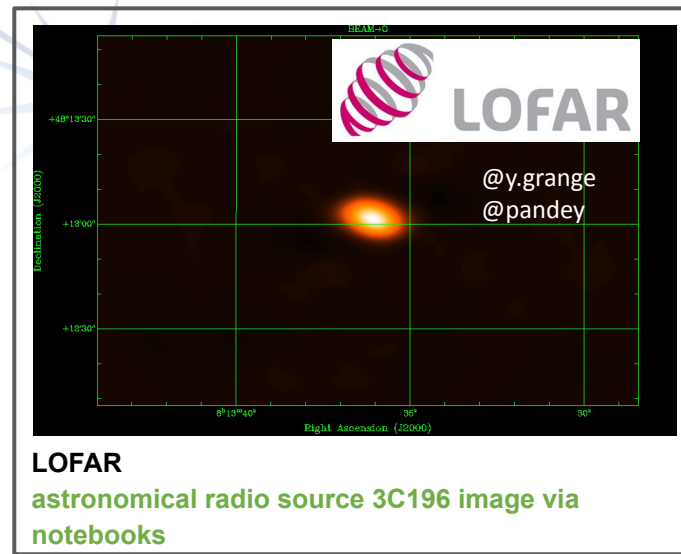 BEAM→0
LOFAR
@y.grange
@pandey
+48°13'30"
+13'00"
+12'30"
Declination (J2000)
8ʰ13ᵐ40ˢ
35ˢ
30ˢ
Right Ascension (J2000)
LOFAR
astronomical radio source 3C196 image via
notebooks